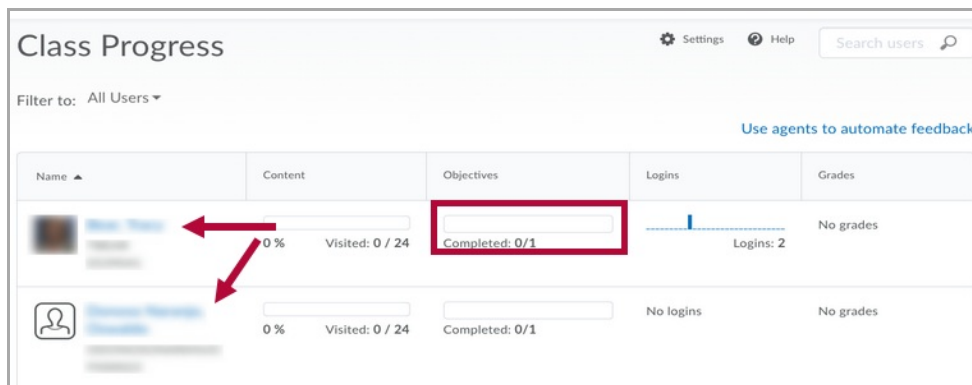 Class Progress
Settings
Help
Search users
Filter to: All Users
Use agents to automate feedback
Name Content Objectives Logins Grades
0 % Visited: 0 / 24
Completed: 0/1
Logins: 2
No grades
0 % Visited: 0 / 24
Completed: 0/1
No logins
No grades